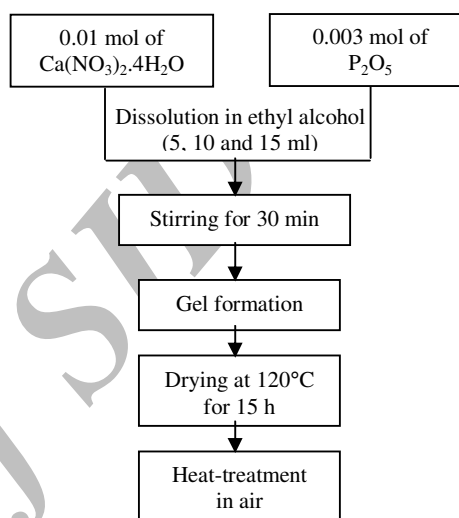 0.01 mol of
Ca(NO₃)₂.4H₂O
0.003 mol of
P₂O₅
Dissolution in ethyl alcohol
(5, 10 and 15 ml)
Stirring for 30 min
Gel formation
Drying at 120°C
for 15 h
Heat-treatment
in air